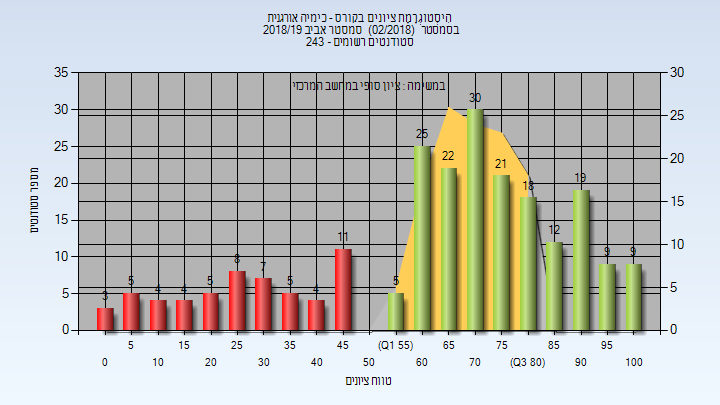 היסטוגרמת ציונים בקורס - כימיה אורגנית
בסמסטר (02/2018) סמסטר אביב 2018/19
סטודנטים רשומים - 243
במשימה : ציון סופי במחשב המרכזי
מספר סטודנטים
35 30 25 20 15 10 5 0
30 25 20 15 10 5 0
3 5 4 4 5 8 7 5 4 11 5 25 22 30 21 18 12 19 9 9
5 15 25 35 45 (Q1 55) 65 75 85 95
0 10 20 30 40 50 60 70 (Q3 80) 90 100
טווח ציונים